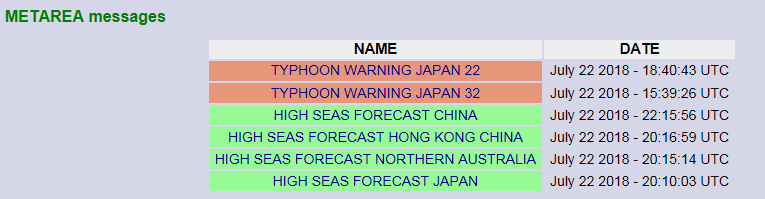 METAREA messages
NAME DATE
TYPHOON WARNING JAPAN 22 July 22 2018 - 18:40:43 UTC
TYPHOON WARNING JAPAN 32 July 22 2018 - 15:39:26 UTC
HIGH SEAS FORECAST CHINA July 22 2018 - 22:15:56 UTC
HIGH SEAS FORECAST HONG KONG CHINA July 22 2018 - 20:16:59 UTC
HIGH SEAS FORECAST NORTHERN AUSTRALIA July 22 2018 - 20:15:14 UTC
HIGH SEAS FORECAST JAPAN July 22 2018 - 20:10:03 UTC